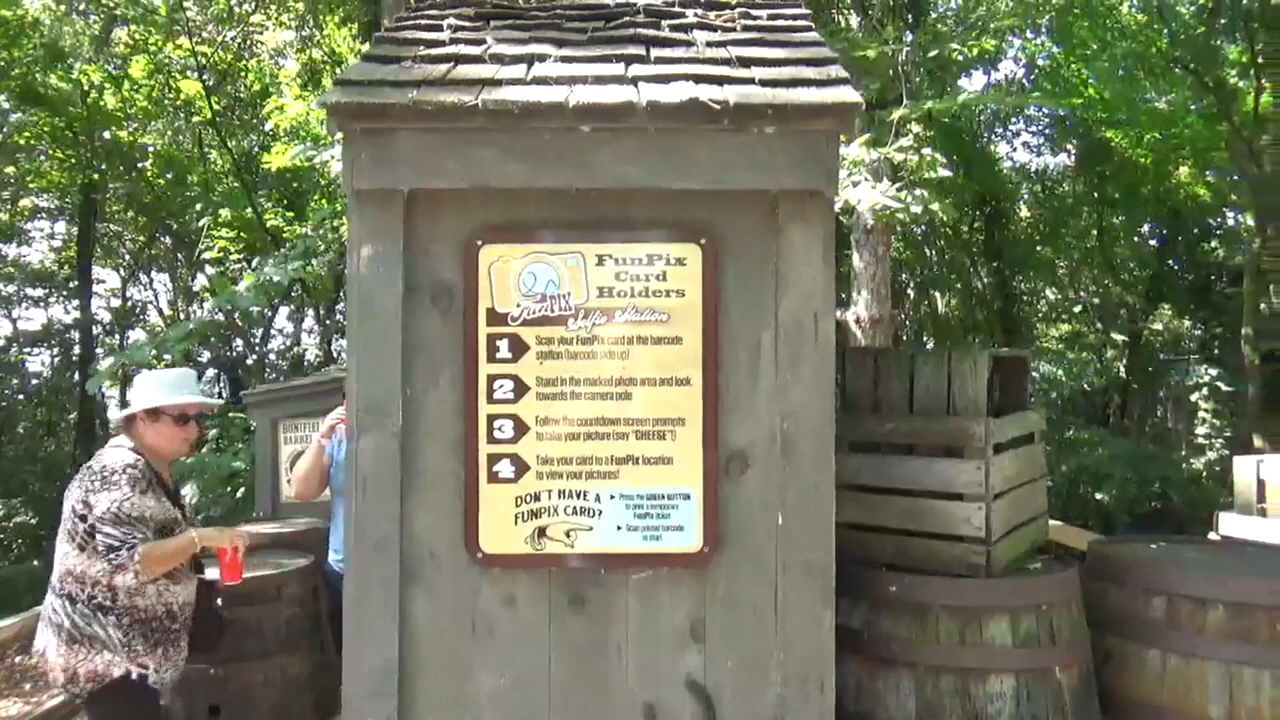 FunPix
Card
Holders
FunPIX
Selfie Station
1
Scan your FunPix card at the barcode
station (barcode side up)
2
Stand in the marked photo area and look
towards the camera pole
3
Follow the countdown screen prompts
to take your picture (say "CHEESE"!)
4
Take your card to a FunPix location
to view your pictures!
DON'T HAVE A
FUNPIX CARD?
Press the GREEN BUTTON
to print a temporary
FunPix ticket
Scan printed barcode
to start
BARREL